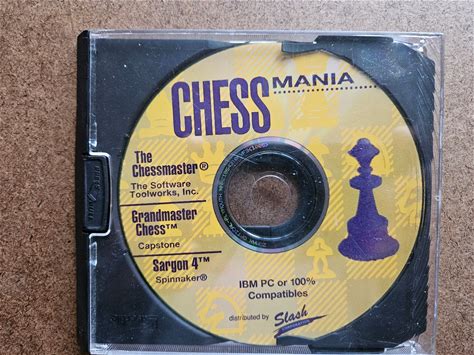 CHESS
MANIA
The
Chessmaster®
The Software
Toolworks, Inc.
Grandmaster
Chess™
Capstone
Sargon 4™
Spinnaker®
IBM PC or 100%
Compatibles
distributed by Slash